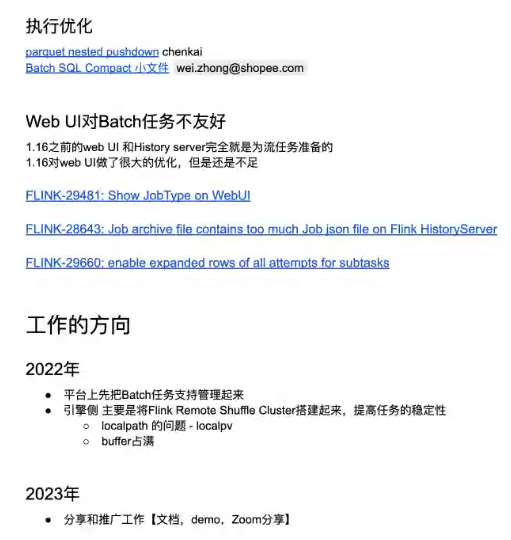 执行优化
parquet nested pushdown chenkai
Batch SQL Compact 小文件 wei.zhong@shopee.com
Web UI对Batch任务不友好
1.16之前的web UI 和History server完全就是为流任务准备的
1.16对web UI做了很大的优化，但是还是不足
FLINK-29481: Show JobType on WebUI
FLINK-28643: Job archive file contains too much Job json file on Flink HistoryServer
FLINK-29660: enable expanded rows of all attempts for subtasks
工作的方向
2022年
● 平台上先把Batch任务支持管理起来
● 引擎侧 主要是将Flink Remote Shuffle Cluster搭建起来，提高任务的稳定性
○ localpath 的问题 - localpv
○ buffer占满
2023年
● 分享和推广工作【文档，demo，Zoom分享】